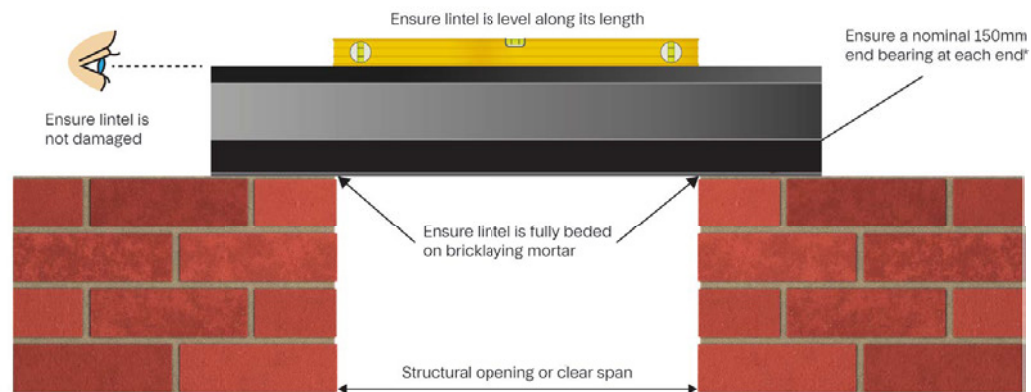 Ensure lintel is level along its length
Ensure a nominal 150mm
end bearing at each end*
Ensure lintel is
not damaged
Ensure lintel is fully beded
on bricklaying mortar
Structural opening or clear span